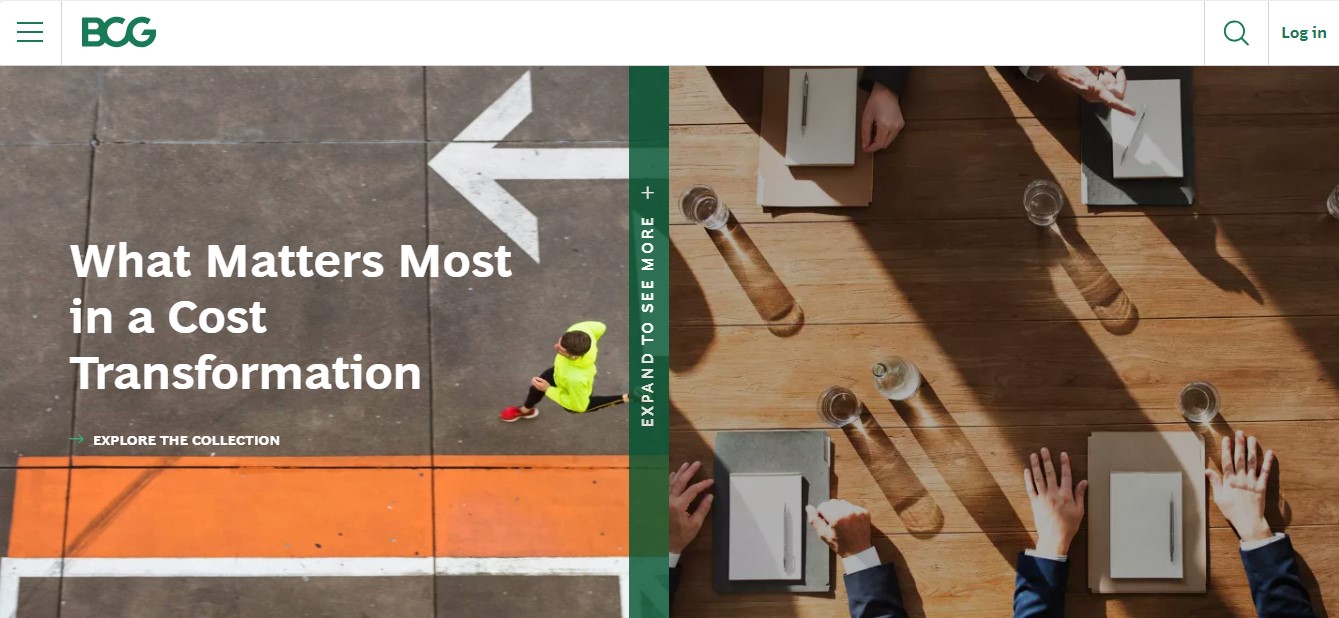 BCG
Log in
What Matters Most
in a Cost
Transformation
EXPLORE THE COLLECTION
EXPAND TO SEE MORE